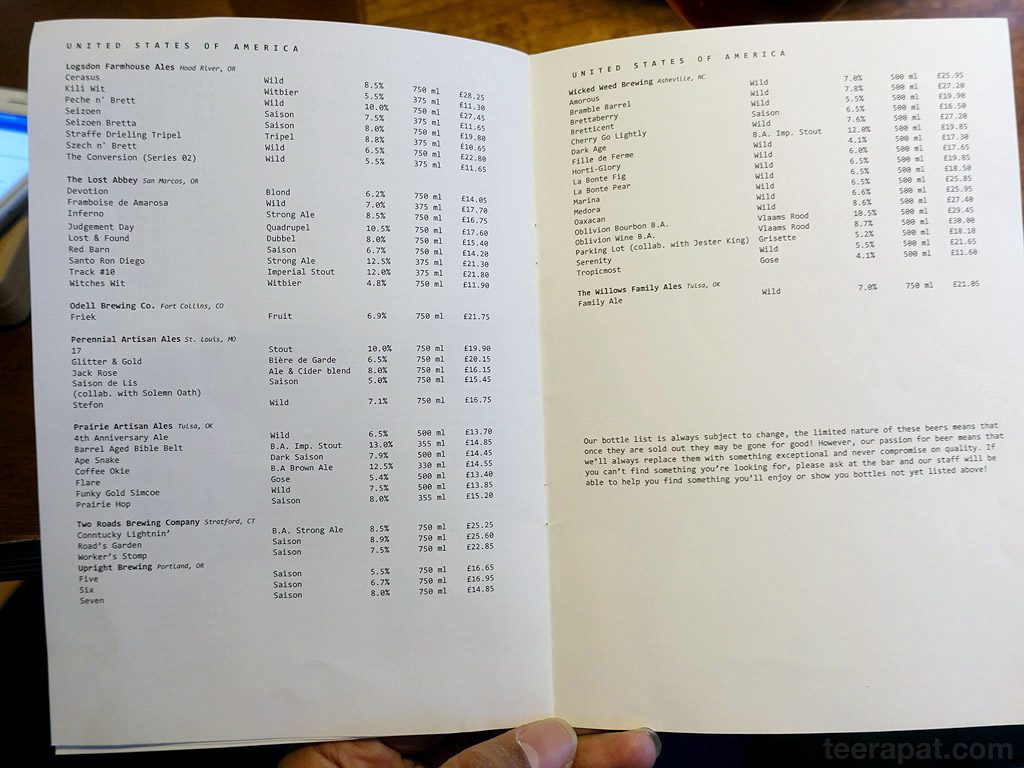 UNITED STATES OF AMERICA
Logsdon Farmhouse Ales Hood River, OR
Cerasus Wild 8.5% 750 ml £28.25
Kili Wit Witbier 5.5% 375 ml £11.30
Peche n' Brett Wild 10.0% 750 ml £27.45
Seizoen Saison 7.5% 375 ml £11.65
Seizoen Bretta Saison 8.0% 750 ml £19.80
Straffe Drieling Tripel Tripel 8.8% 375 ml £10.65
Szech n' Brett Wild 6.5% 750 ml £22.80
The Conversion (Series 02) Wild 5.5% 375 ml £11.65
The Lost Abbey San Marcos, OR
Devotion Blond 6.2% 750 ml £14.05
Framboise de Amarosa Wild 7.0% 375 ml £17.70
Inferno Strong Ale 8.5% 750 ml £16.75
Judgement Day Quadrupel 10.5% 750 ml £17.60
Lost & Found Dubbel 8.0% 750 ml £15.40
Red Barn Saison 6.7% 750 ml £14.20
Santo Ron Diego Strong Ale 12.5% 375 ml £21.30
Track #10 Imperial Stout 12.0% 375 ml £21.80
Witches Wit Witbier 4.8% 750 ml £11.90
Odell Brewing Co. Fort Collins, CO
Friek Fruit 6.9% 750 ml £21.75
Perennial Artisan Ales St. Louis, MO
17 Stout 10.0% 750 ml £19.90
Glitter & Gold Bière de Garde 6.5% 750 ml £20.15
Jack Rose Ale & Cider blend 8.0% 750 ml £16.15
Saison de Lis Saison 5.0% 750 ml £15.45
(collab. with Solemn Oath)
Stefon Wild 7.1% 750 ml £16.75
Prairie Artisan Ales Tulsa, OK
4th Anniversary Ale Wild 6.5% 500 ml £13.70
Barrel Aged Bible Belt B.A. Imp. Stout 13.0% 355 ml £14.85
Ape Snake Dark Saison 7.9% 500 ml £14.45
Coffee Okie B.A Brown Ale 12.5% 330 ml £14.55
Flare Gose 5.4% 500 ml £13.40
Funky Gold Simcoe Wild 7.5% 500 ml £13.85
Prairie Hop Saison 8.0% 355 ml £15.20
Two Roads Brewing Company Stratford, CT
Conntucky Lightnin' B.A. Strong Ale 8.5% 750 ml £25.25
Road's Garden Saison 8.9% 750 ml £25.60
Worker's Stomp Saison 7.5% 750 ml £22.85
Upright Brewing Portland, OR
Five Saison 5.5% 750 ml £16.65
Six Saison 6.7% 750 ml £16.95
Seven Saison 8.0% 750 ml £14.85
UNITED STATES OF AMERICA
Wicked Weed Brewing Asheville, NC
Amorous Wild 7.0% 500 ml £25.95
Bramble Barrel Wild 7.8% 500 ml £27.20
Brettaberry Wild 5.5% 500 ml £19.90
Bretticent Saison 6.5% 500 ml £16.50
Cherry Go Lightly Wild 7.6% 500 ml £27.20
Dark Age B.A. Imp. Stout 12.0% 500 ml £19.85
Fille de Ferme Wild 4.1% 500 ml £17.30
Horti-Glory Wild 6.0% 500 ml £17.65
La Bonte Fig Wild 6.5% 500 ml £19.85
La Bonte Pear Wild 6.5% 500 ml £18.50
Marina Wild 6.5% 500 ml £25.85
Medora Wild 6.6% 500 ml £25.95
Oaxacan Wild 8.6% 500 ml £27.40
Oblivion Bourbon B.A. Vlaams Rood 10.5% 500 ml £29.45
Oblivion Wine B.A. Vlaams Rood 8.7% 500 ml £30.00
Parking Lot (collab. with Jester King) Grisette 5.2% 500 ml £18.10
Serenity Wild 5.5% 500 ml £21.65
Tropicmost Gose 4.1% 500 ml £11.60
The Willows Family Ales Tulsa, OK
Family Ale Wild 7.0% 750 ml £21.05
Our bottle list is always subject to change, the limited nature of these beers means that
once they are sold out they may be gone for good! However, our passion for beer means that
we'll always replace them with something exceptional and never compromise on quality. If
you can't find something you're looking for, please ask at the bar and our staff will be
able to help you find something you'll enjoy or show you bottles not yet listed above!
teerapat.com